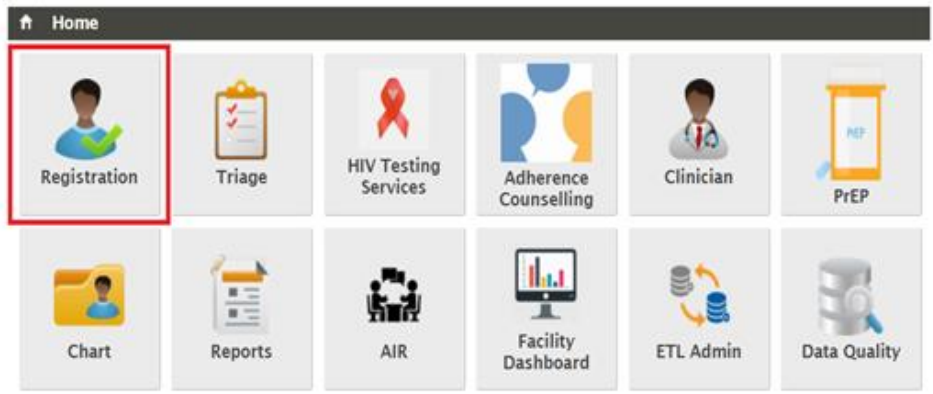 Home
Registration
Triage
HIV Testing
Services
Adherence
Counselling
Clinician
PrEP
PrEP
Chart
Reports
AIR
Facility
Dashboard
ETL Admin
Data Quality